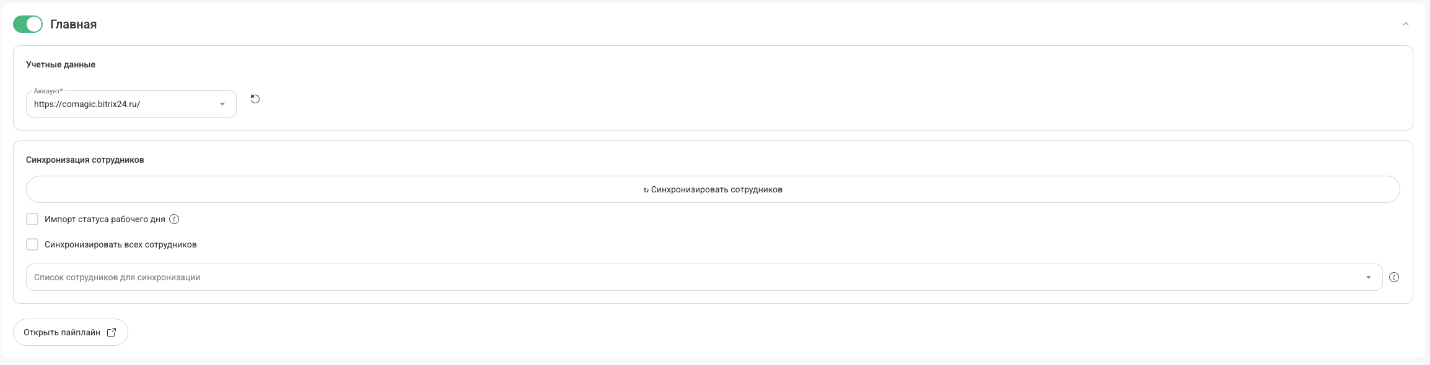 Главная
Учетные данные
Аккаунт*
https://comagic.bitrix24.ru/
Синхронизация сотрудников
↻ Синхронизировать сотрудников
Импорт статуса рабочего дня
Синхронизировать всех сотрудников
Список сотрудников для синхронизации
Открыть пайплайн